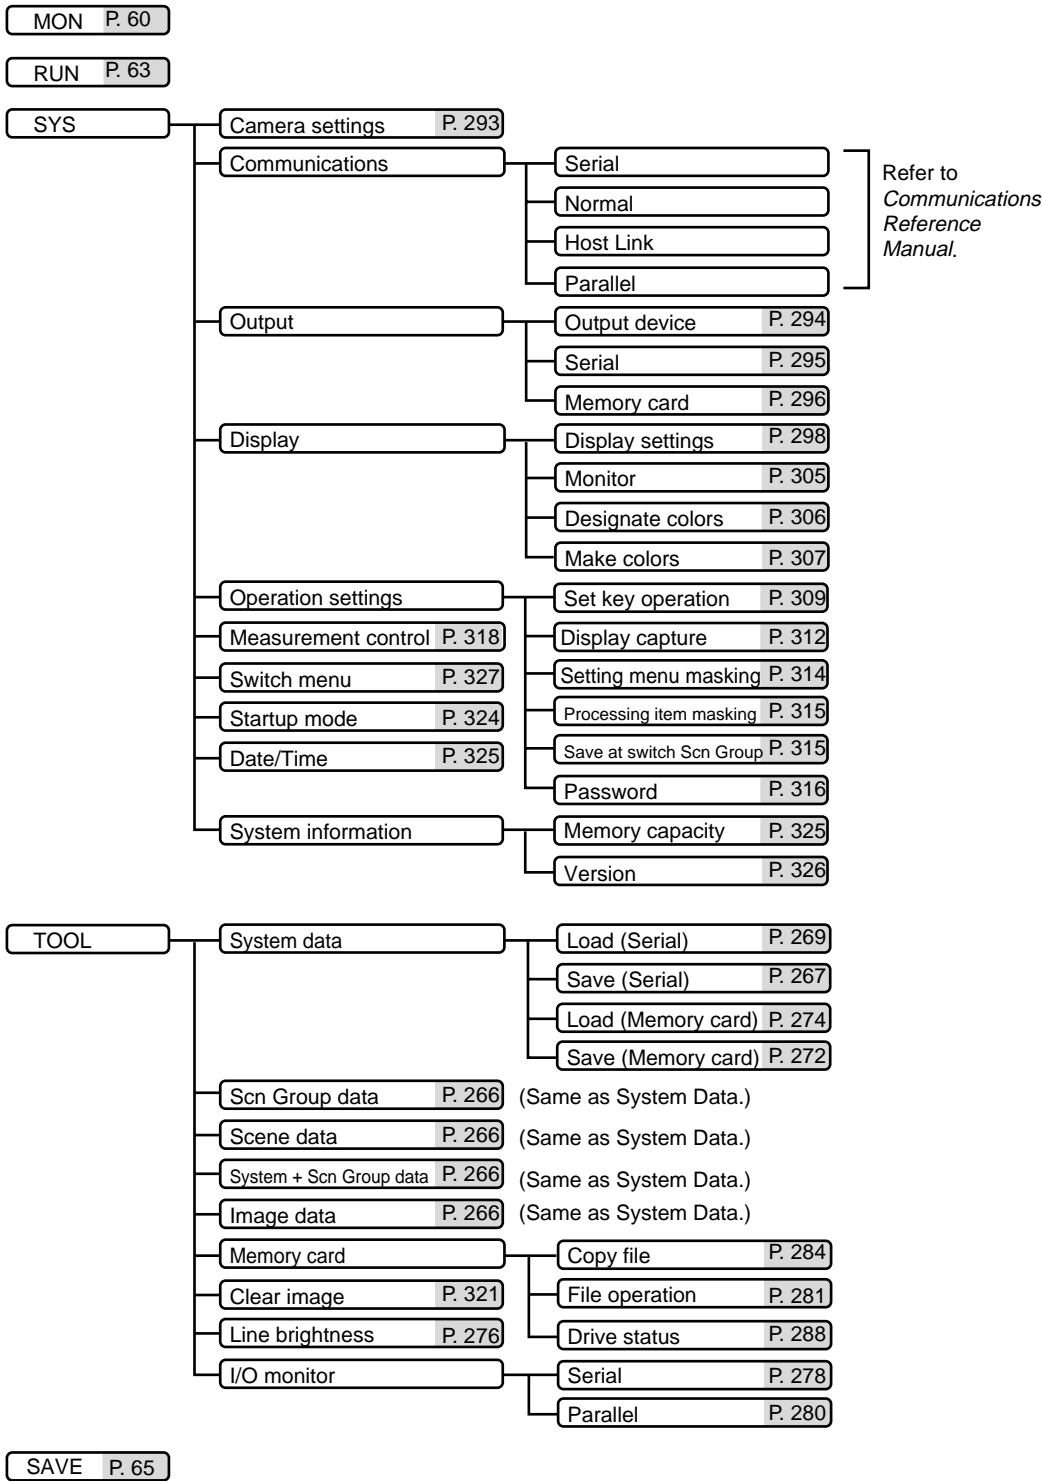 MON P. 60
RUN P. 63
SYS
Camera settings P. 293
Communications
Serial
Normal
Host Link
Parallel
Refer to
Communications
Reference
Manual.
Output
Output device P. 294
Serial P. 295
Memory card P. 296
Display
Display settings P. 298
Monitor P. 305
Designate colors P. 306
Make colors P. 307
Operation settings
Set key operation P. 309
Display capture P. 312
Setting menu masking P. 314
Processing item masking P. 315
Save at switch Scn Group P. 315
Password P. 316
Measurement control P. 318
Switch menu P. 327
Startup mode P. 324
Date/Time P. 325
System information
Memory capacity P. 325
Version P. 326
TOOL
System data
Load (Serial) P. 269
Save (Serial) P. 267
Load (Memory card) P. 274
Save (Memory card) P. 272
Scn Group data P. 266 (Same as System Data.)
Scene data P. 266 (Same as System Data.)
System + Scn Group data P. 266 (Same as System Data.)
Image data P. 266 (Same as System Data.)
Memory card
Copy file P. 284
File operation P. 281
Drive status P. 288
Clear image P. 321
Line brightness P. 276
I/O monitor
Serial P. 278
Parallel P. 280
SAVE P. 65